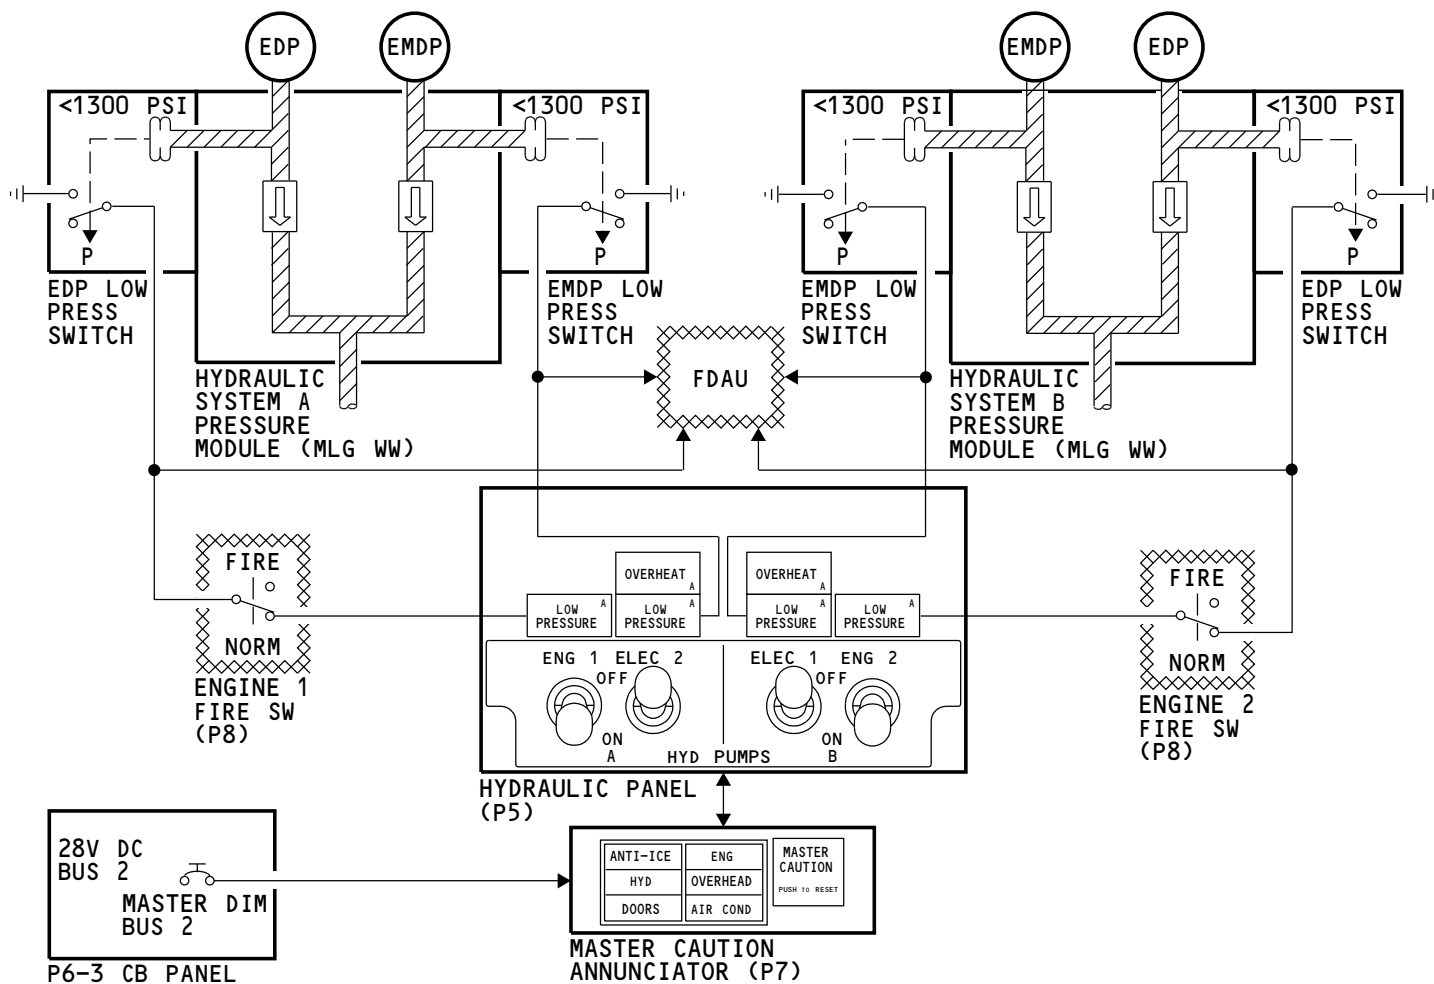 EDP
EMDP
EMDP
EDP
<1300 PSI
<1300 PSI
<1300 PSI
<1300 PSI
P
P
P
P
EDP LOW
PRESS
SWITCH
EMDP LOW
PRESS
SWITCH
EMDP LOW
PRESS
SWITCH
EDP LOW
PRESS
SWITCH
HYDRAULIC
SYSTEM A
PRESSURE
MODULE (MLG WW)
FDAU
HYDRAULIC
SYSTEM B
PRESSURE
MODULE (MLG WW)
FIRE
NORM
ENGINE 1
FIRE SW
(P8)
OVERHEAT
A
LOW
PRESSURE
A
LOW
PRESSURE
A
OVERHEAT
A
LOW
PRESSURE
A
LOW
PRESSURE
A
ENG 1
ELEC 2
OFF
ON
A
ELEC 1
ENG 2
OFF
ON
B
HYD PUMPS
HYDRAULIC PANEL
(P5)
FIRE
NORM
ENGINE 2
FIRE SW
(P8)
28V DC
BUS 2
MASTER DIM
BUS 2
P6-3 CB PANEL
ANTI-ICE
ENG
HYD
OVERHEAD
DOORS
AIR COND
MASTER
CAUTION
PUSH TO RESET
MASTER CAUTION
ANNUNCIATOR (P7)